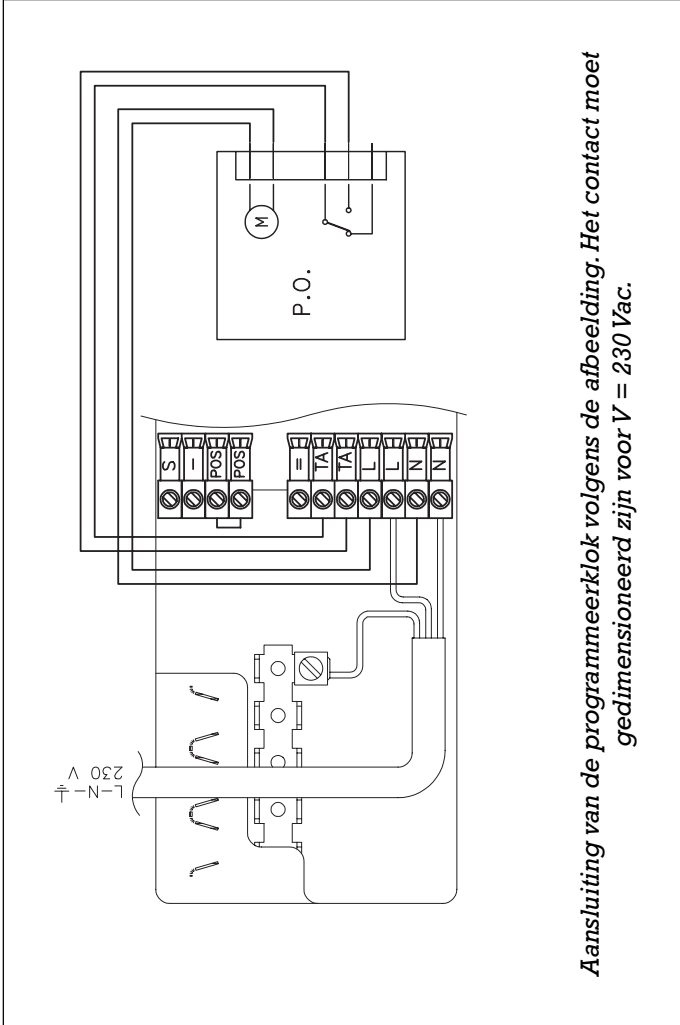 L–N–⏚
230 V
S
–
POS
POS
=
TA
TA
L
L
N
N
M
P.O.
Aansluiting van de programmeerklok volgens de afbeelding. Het contact moet
gedimensioneerd zijn voor V = 230 Vac.